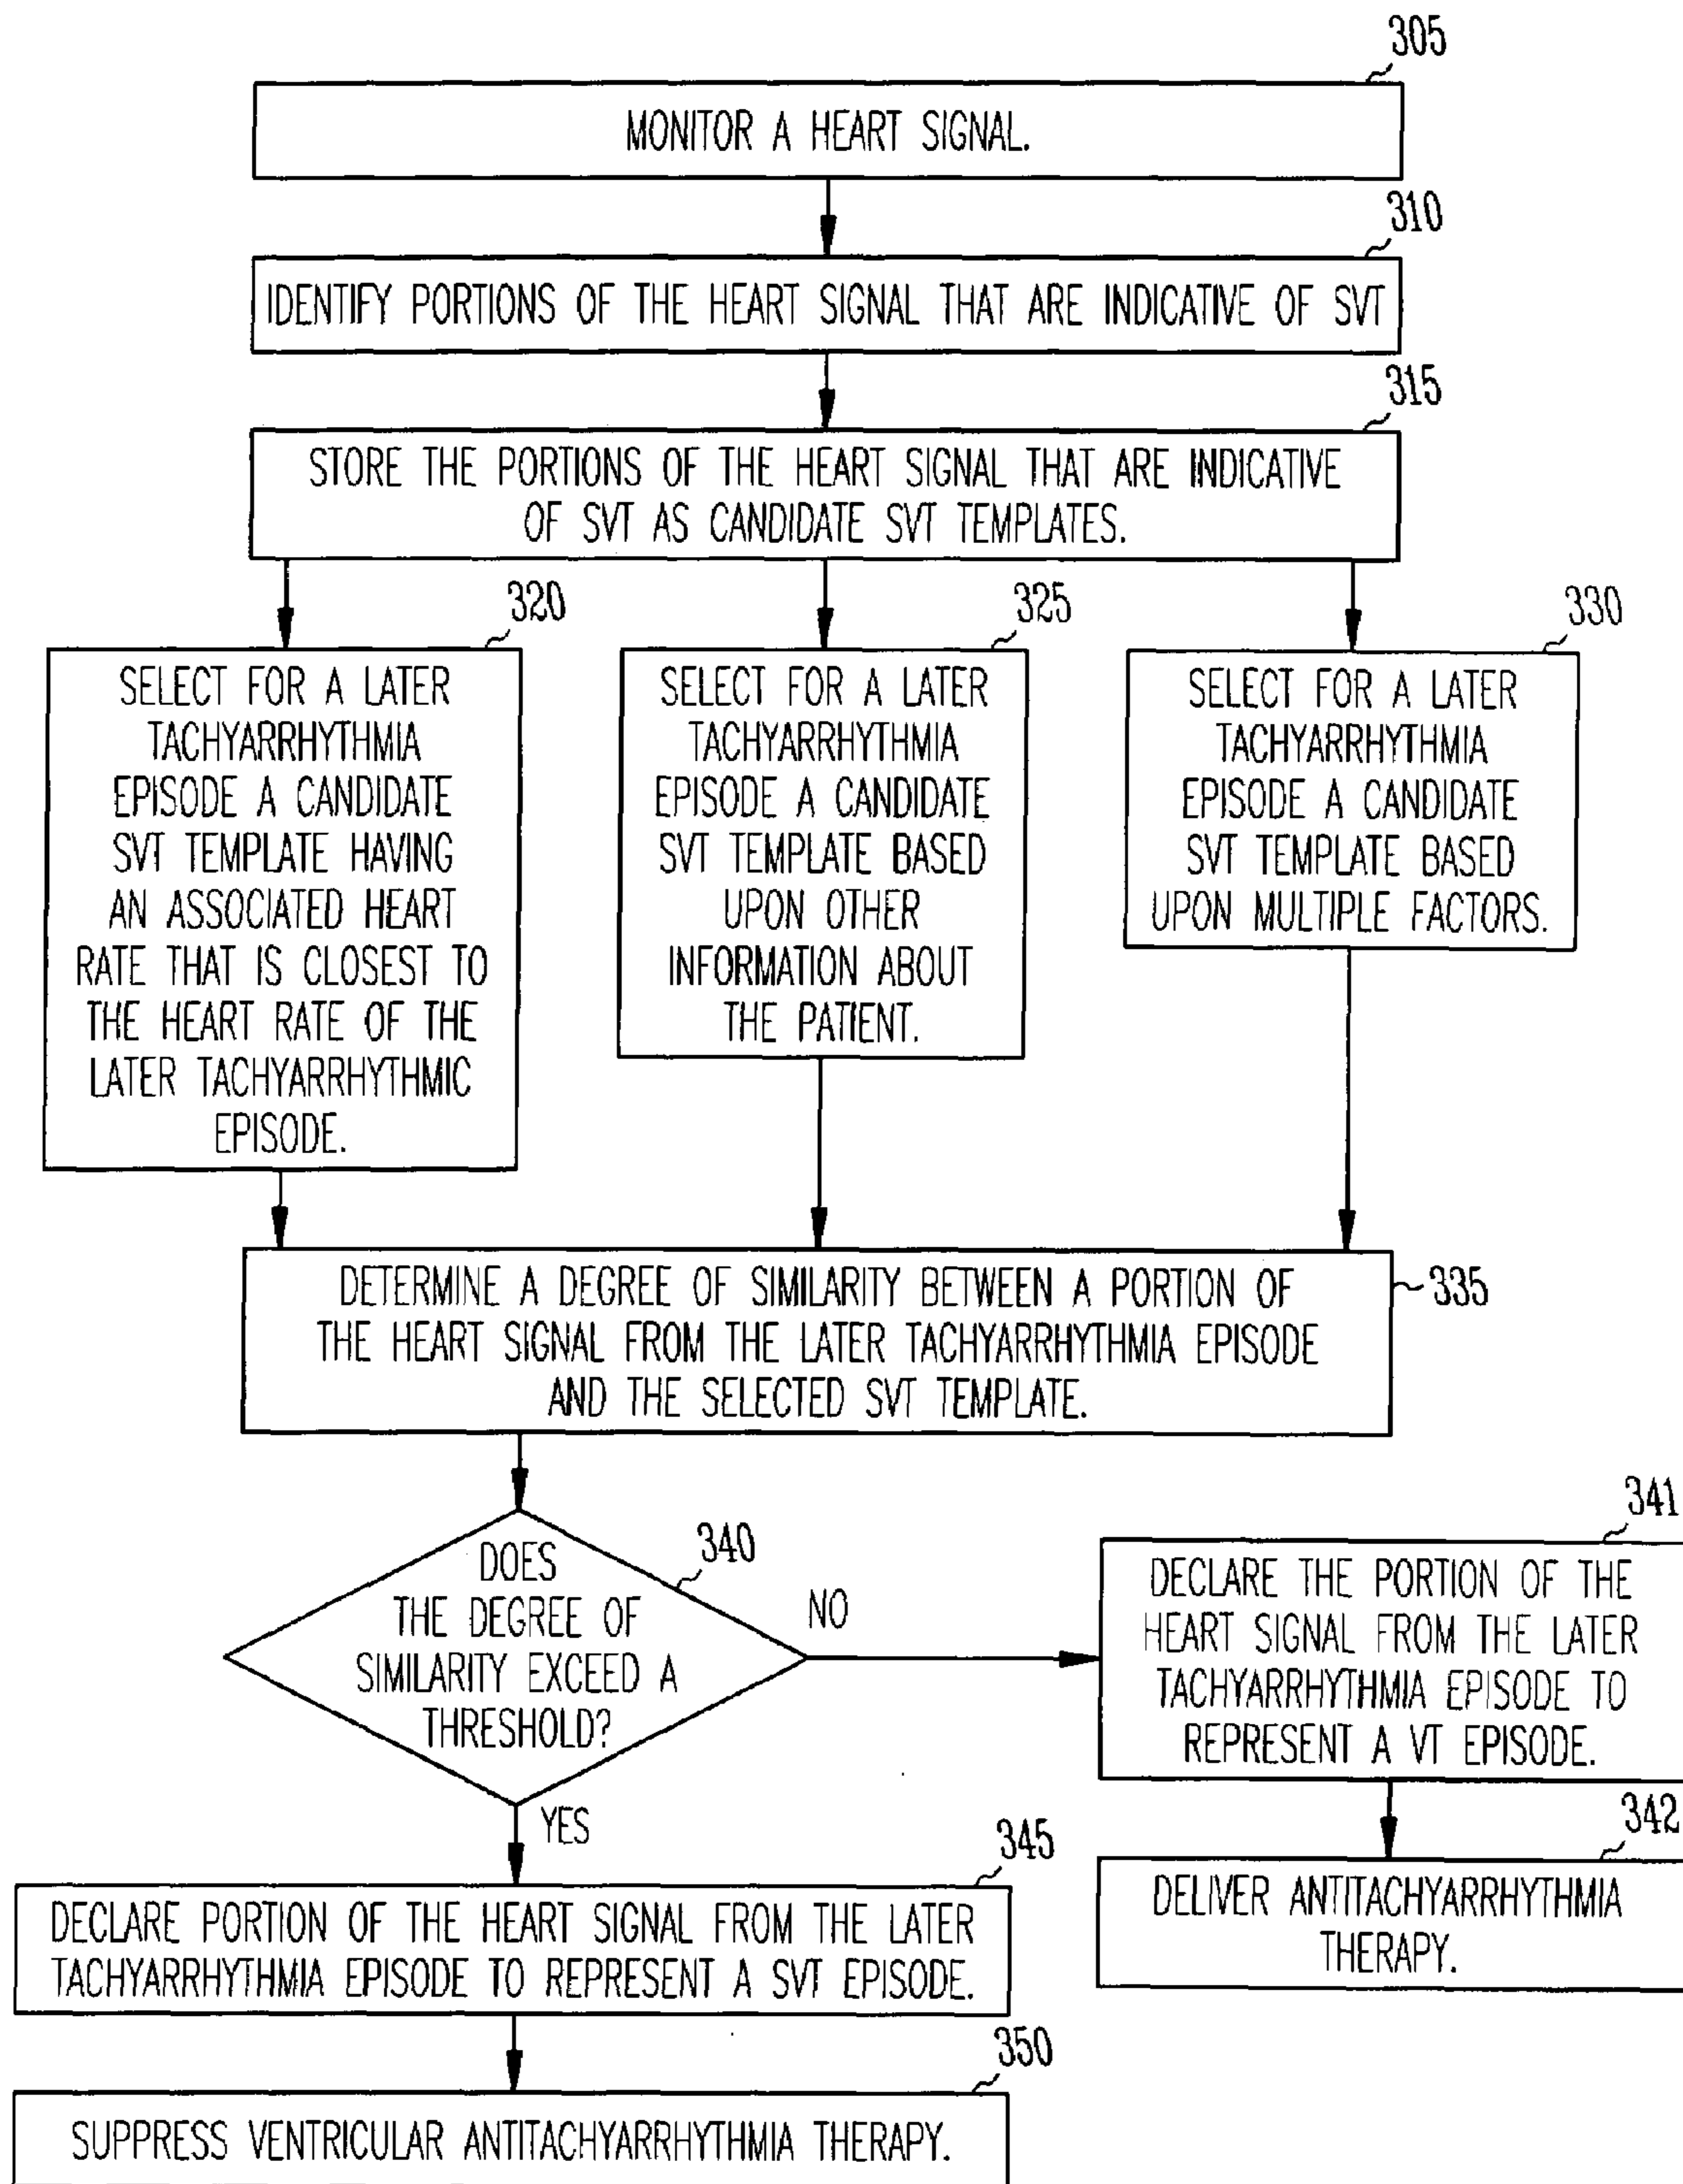 305
MONITOR A HEART SIGNAL.
310
IDENTIFY PORTIONS OF THE HEART SIGNAL THAT ARE INDICATIVE OF SVT
315
STORE THE PORTIONS OF THE HEART SIGNAL THAT ARE INDICATIVE
OF SVT AS CANDIDATE SVT TEMPLATES.
320
SELECT FOR A LATER
TACHYARRHYTHMIA
EPISODE A CANDIDATE
SVT TEMPLATE HAVING
AN ASSOCIATED HEART
RATE THAT IS CLOSEST TO
THE HEART RATE OF THE
LATER TACHYARRHYTHMIC
EPISODE.
325
SELECT FOR A LATER
TACHYARRHYTHMIA
EPISODE A CANDIDATE
SVT TEMPLATE BASED
UPON OTHER
INFORMATION ABOUT
THE PATIENT.
330
SELECT FOR A LATER
TACHYARRHYTHMIA
EPISODE A CANDIDATE
SVT TEMPLATE BASED
UPON MULTIPLE FACTORS.
335
DETERMINE A DEGREE OF SIMILARITY BETWEEN A PORTION OF
THE HEART SIGNAL FROM THE LATER TACHYARRHYTHMIA EPISODE
AND THE SELECTED SVT TEMPLATE.
340
DOES
THE DEGREE OF
SIMILARITY EXCEED A
THRESHOLD?
NO
341
DECLARE THE PORTION OF THE
HEART SIGNAL FROM THE LATER
TACHYARRHYTHMIA EPISODE TO
REPRESENT A VT EPISODE.
342
DELIVER ANTITACHYARRHYTHMIA
THERAPY.
YES
345
DECLARE PORTION OF THE HEART SIGNAL FROM THE LATER
TACHYARRHYTHMIA EPISODE TO REPRESENT A SVT EPISODE.
350
SUPPRESS VENTRICULAR ANTITACHYARRHYTHMIA THERAPY.